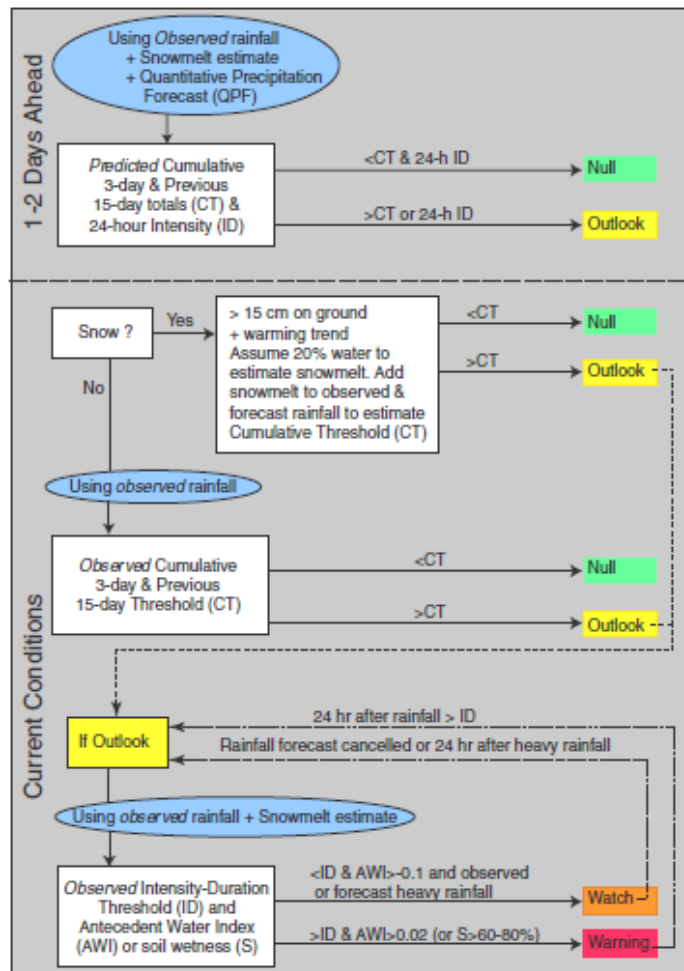 1-2 Days Ahead
Using Observed rainfall
+ Snowmelt estimate
+ Quantitative Precipitation
Forecast (QPF)
Predicted Cumulative
3-day & Previous
15-day totals (CT) &
24-hour Intensity (ID)
<CT & 24-h ID
Null
>CT or 24-h ID
Outlook
Current Conditions
Snow ?
Yes
No
> 15 cm on ground
+ warming trend
Assume 20% water to
estimate snowmelt. Add
snowmelt to observed &
forecast rainfall to estimate
Cumulative Threshold (CT)
<CT
Null
>CT
Outlook
Using observed rainfall
Observed Cumulative
3-day & Previous
15-day Threshold (CT)
<CT
Null
>CT
Outlook
If Outlook
24 hr after rainfall > ID
Rainfall forecast cancelled or 24 hr after heavy rainfall
Using observed rainfall + Snowmelt estimate
Observed Intensity-Duration
Threshold (ID) and
Antecedent Water Index
(AWI) or soil wetness (S)
<ID & AWI>-0.1 and observed
or forecast heavy rainfall
Watch
>ID & AWI>0.02 (or S>60-80%)
Warning